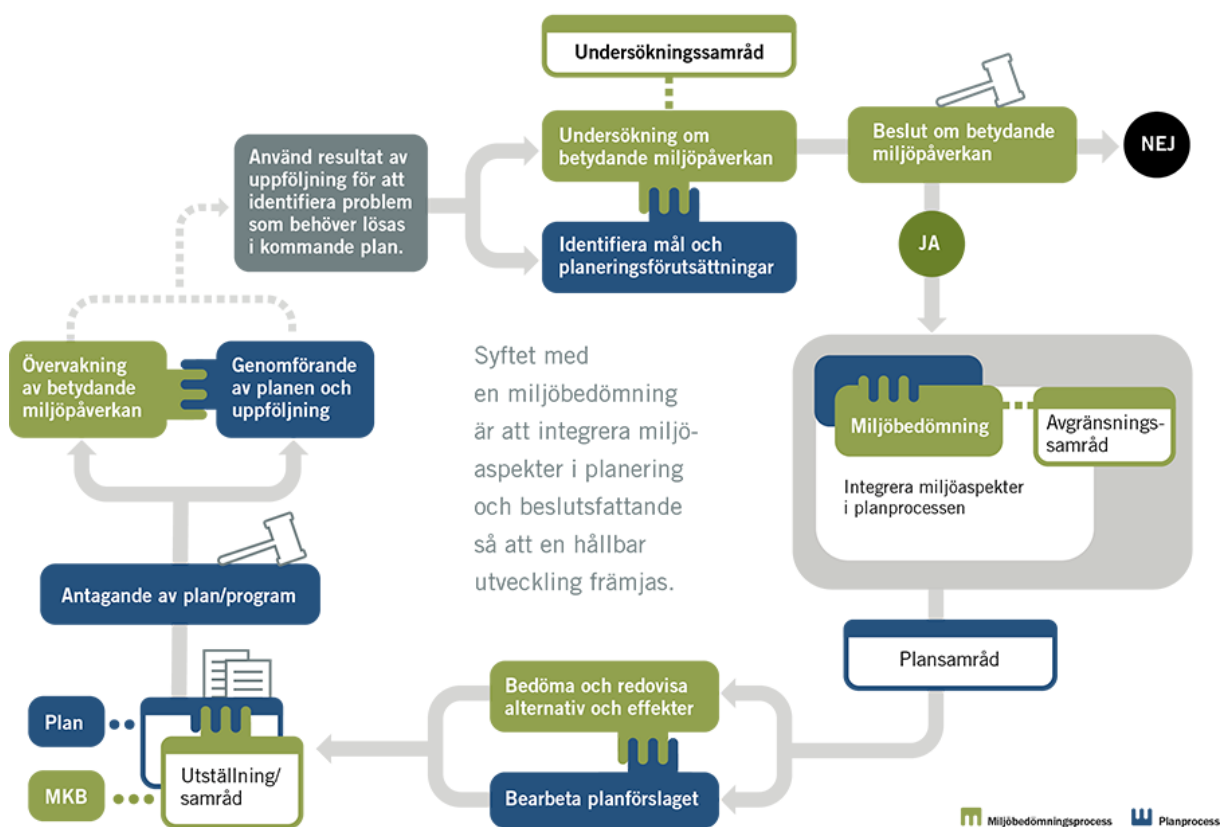 Undersökningssamråd
Undersökning om
betydande miljöpåverkan
Beslut om betydande
miljöpåverkan
NEJ
Använd resultat av
uppföljning för att
identifiera problem
som behöver lösas
i kommande plan.
Identifiera mål och
planeringsförutsättningar
JA
Övervakning
av betydande
miljöpåverkan
Genomförande
av planen och
uppföljning
Syftet med
en miljöbedömning
är att integrera miljö-
aspekter i planering
och beslutsfattande
så att en hållbar
utveckling främjas.
Miljöbedömning
Avgränsnings-
samråd
Integrera miljöaspekter
i planprocessen
Antagande av plan/program
Plansamråd
Bedöma och redovisa
alternativ och effekter
Plan
MKB
Utställning/
samråd
Bearbeta planförslaget
Miljöbedömningsprocess
Planprocess